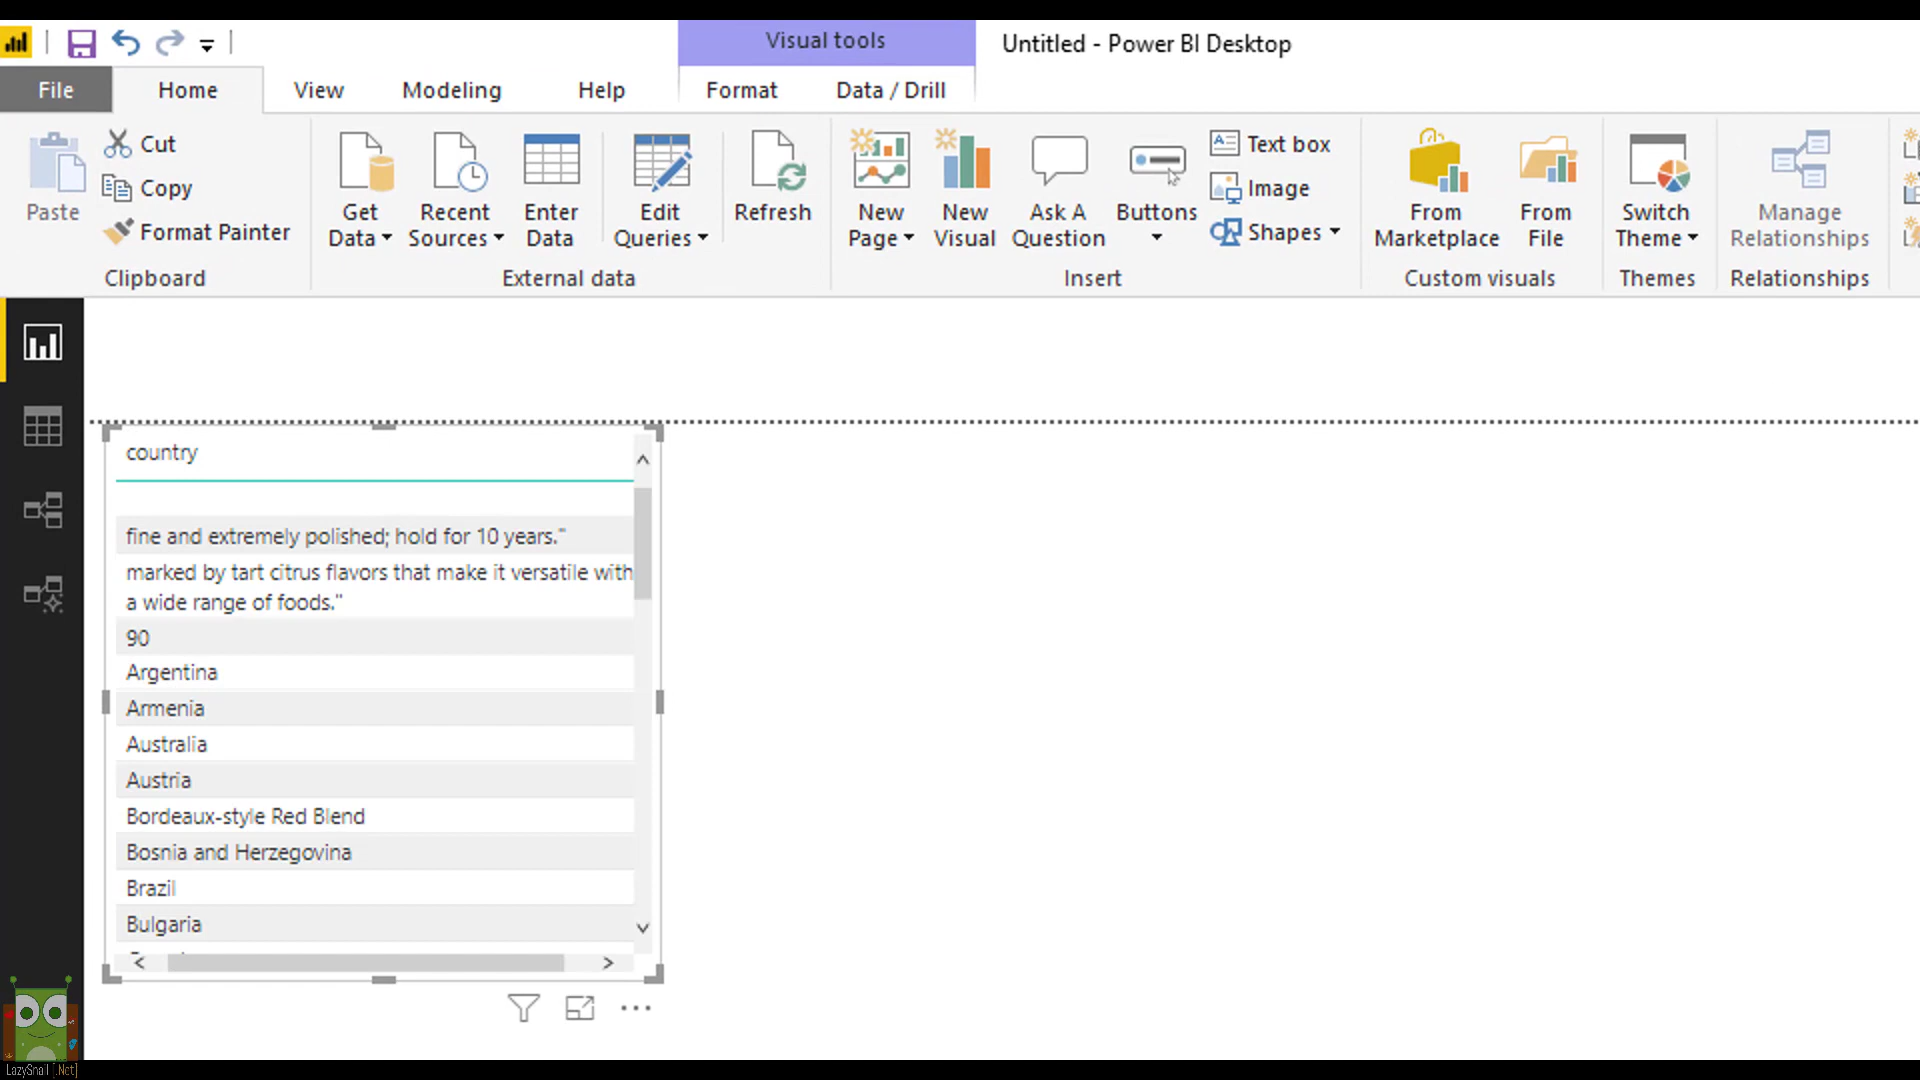 Visual tools
Untitled - Power BI Desktop
File
Home
View
Modeling
Help
Format
Data / Drill
Paste
Cut
Copy
Format Painter
Clipboard
Get
Data
Recent
Sources
Enter
Data
External data
Edit
Queries
Refresh
New
Page
New
Visual
Ask A
Question
Buttons
Text box
Image
Shapes
Insert
From
Marketplace
From
File
Custom visuals
Switch
Theme
Themes
Manage
Relationships
Relationships
country
fine and extremely polished; hold for 10 years."
marked by tart citrus flavors that make it versatile with
a wide range of foods."
90
Argentina
Armenia
Australia
Austria
Bordeaux-style Red Blend
Bosnia and Herzegovina
Brazil
Bulgaria
LazySnail [.Net]